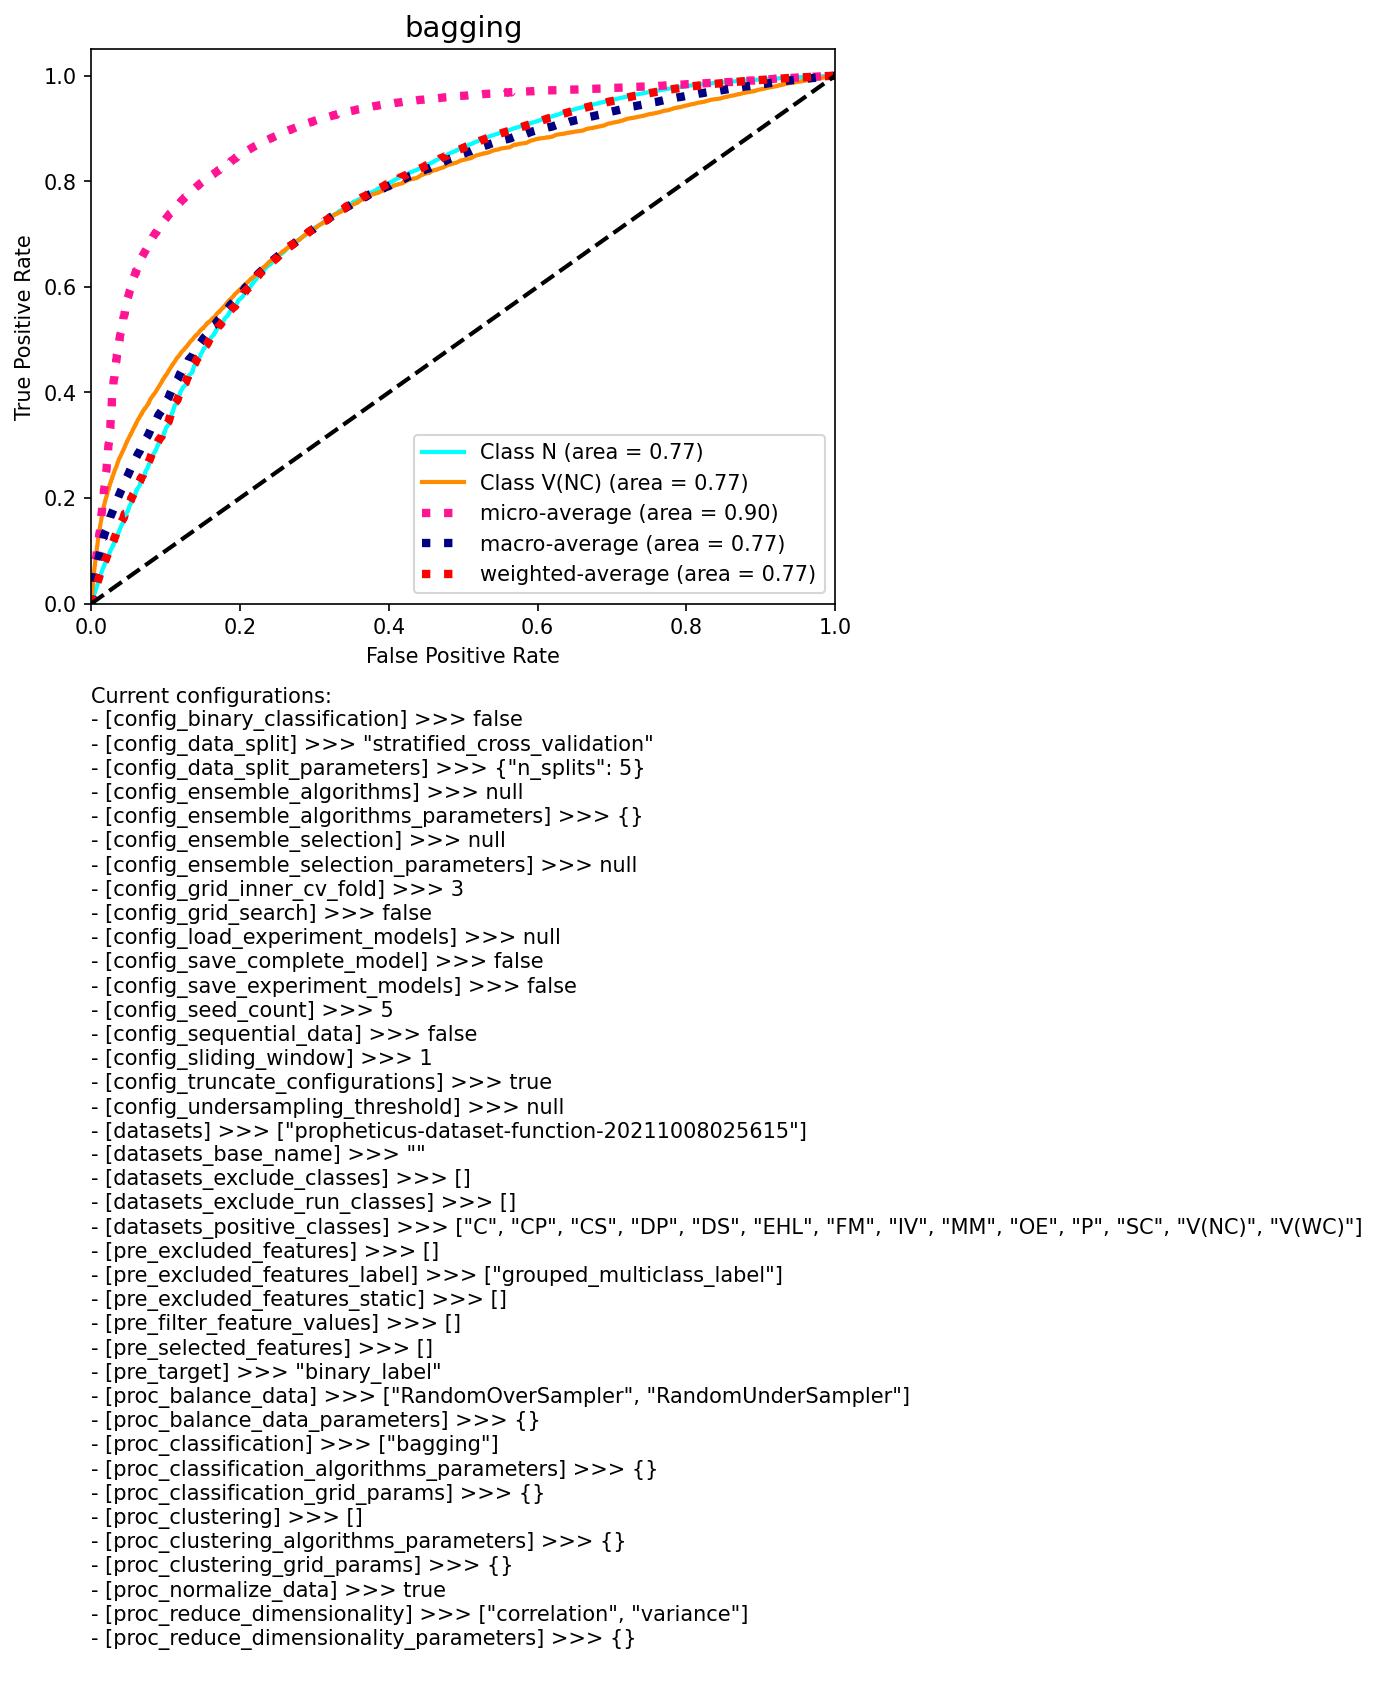 bagging
1.0
0.8
0.6
0.4
0.2
0.0
True Positive Rate
Class N (area = 0.77)
Class V(NC) (area = 0.77)
micro-average (area = 0.90)
macro-average (area = 0.77)
weighted-average (area = 0.77)
0.0 0.2 0.4 0.6 0.8 1.0
False Positive Rate
Current configurations:
- [config_binary_classification] >>> false
- [config_data_split] >>> "stratified_cross_validation"
- [config_data_split_parameters] >>> {"n_splits": 5}
- [config_ensemble_algorithms] >>> null
- [config_ensemble_algorithms_parameters] >>> {}
- [config_ensemble_selection] >>> null
- [config_ensemble_selection_parameters] >>> null
- [config_grid_inner_cv_fold] >>> 3
- [config_grid_search] >>> false
- [config_load_experiment_models] >>> null
- [config_save_complete_model] >>> false
- [config_save_experiment_models] >>> false
- [config_seed_count] >>> 5
- [config_sequential_data] >>> false
- [config_sliding_window] >>> 1
- [config_truncate_configurations] >>> true
- [config_undersampling_threshold] >>> null
- [datasets] >>> ["propheticus-dataset-function-20211008025615"]
- [datasets_base_name] >>> ""
- [datasets_exclude_classes] >>> []
- [datasets_exclude_run_classes] >>> []
- [datasets_positive_classes] >>> ["C", "CP", "CS", "DP", "DS", "EHL", "FM", "IV", "MM", "OE", "P", "SC", "V(NC)", "V(WC)"]
- [pre_excluded_features] >>> []
- [pre_excluded_features_label] >>> ["grouped_multiclass_label"]
- [pre_excluded_features_static] >>> []
- [pre_filter_feature_values] >>> []
- [pre_selected_features] >>> []
- [pre_target] >>> "binary_label"
- [proc_balance_data] >>> ["RandomOverSampler", "RandomUnderSampler"]
- [proc_balance_data_parameters] >>> {}
- [proc_classification] >>> ["bagging"]
- [proc_classification_algorithms_parameters] >>> {}
- [proc_classification_grid_params] >>> {}
- [proc_clustering] >>> []
- [proc_clustering_algorithms_parameters] >>> {}
- [proc_clustering_grid_params] >>> {}
- [proc_normalize_data] >>> true
- [proc_reduce_dimensionality] >>> ["correlation", "variance"]
- [proc_reduce_dimensionality_parameters] >>> {}